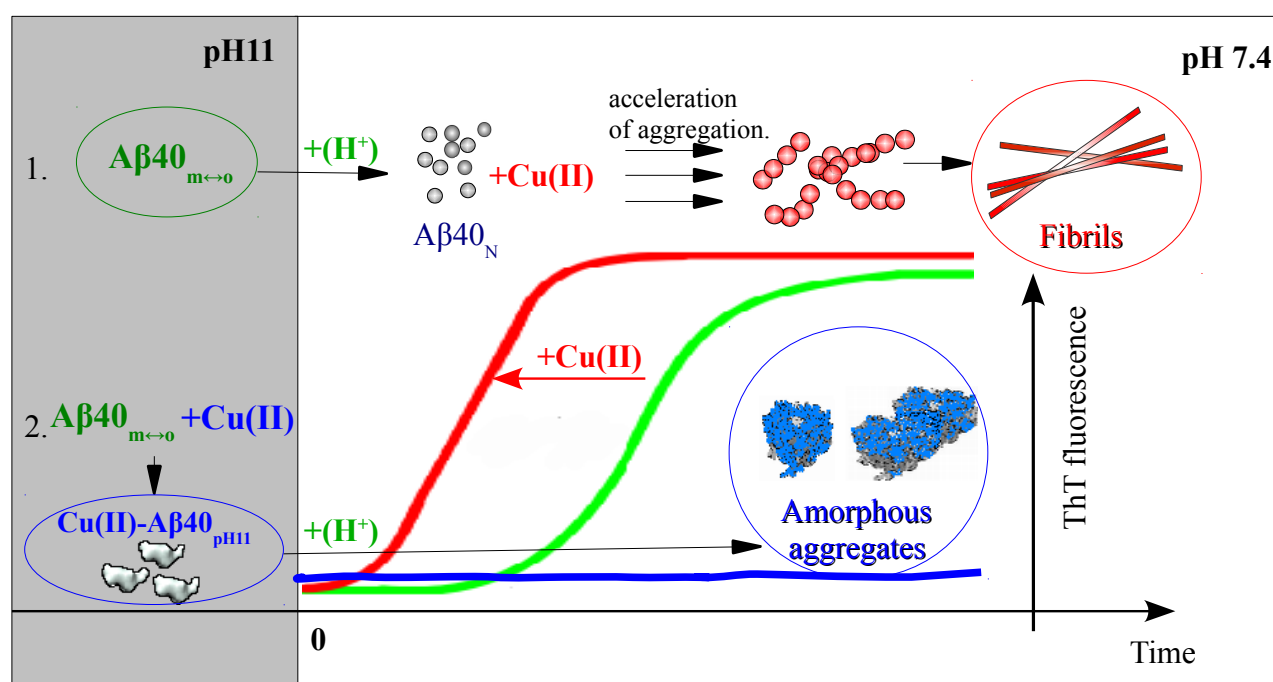 pH11
pH 7.4
acceleration
of aggregation.
1.
Aβ40m↔o
+(H+)
+Cu(II)
Aβ40N
Fibrils
+Cu(II)
ThT fluorescence
2. Aβ40m↔o +Cu(II)
Cu(II)-Aβ40pH11
+(H+)
Amorphous
aggregates
0
Time